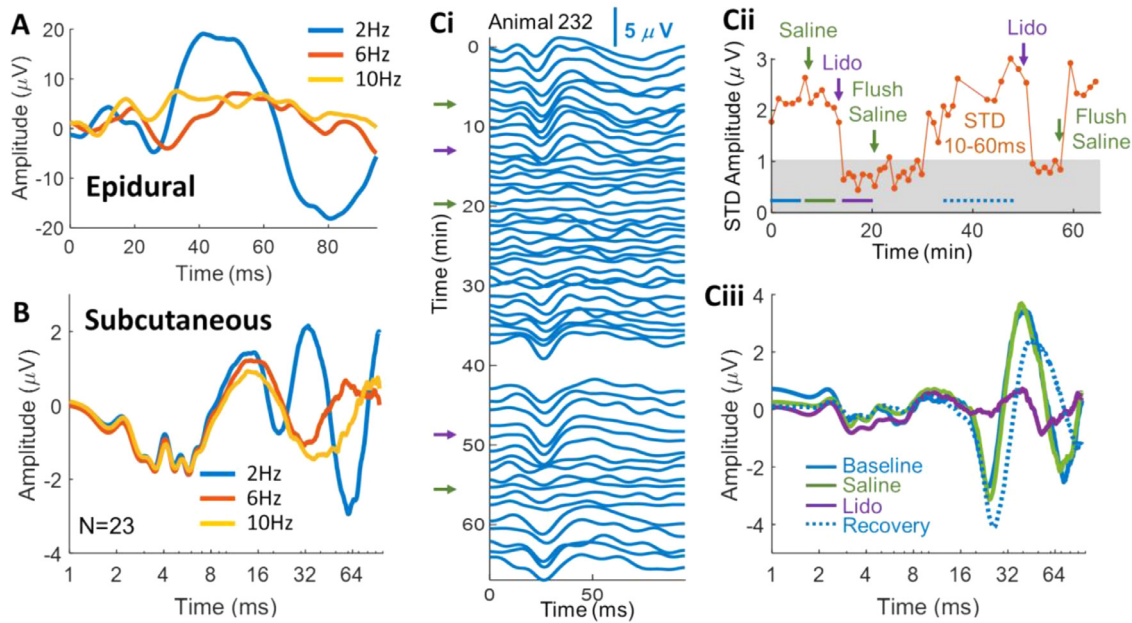 A
Amplitude (μV)
20
10
0
-10
-20
2Hz
6Hz
10Hz
Epidural
0
20
40
60
80
Time (ms)
B
Subcutaneous
Amplitude (μV)
2
0
-2
-4
2Hz
6Hz
10Hz
N=23
1
2
4
8
16
32
64
Time (ms)
Ci
Animal 232
5 μV
Time (min)
0
10
20
30
40
50
60
0
50
Time (ms)
Cii
STD Amplitude (μV)
3
2
1
0
Saline
Lido
Flush
Saline
Lido
STD
10-60ms
Flush
Saline
0
20
40
60
Time (min)
Ciii
Amplitude (μV)
4
2
0
-2
-4
Baseline
Saline
Lido
Recovery
1
2
4
8
16
32
64
Time (ms)